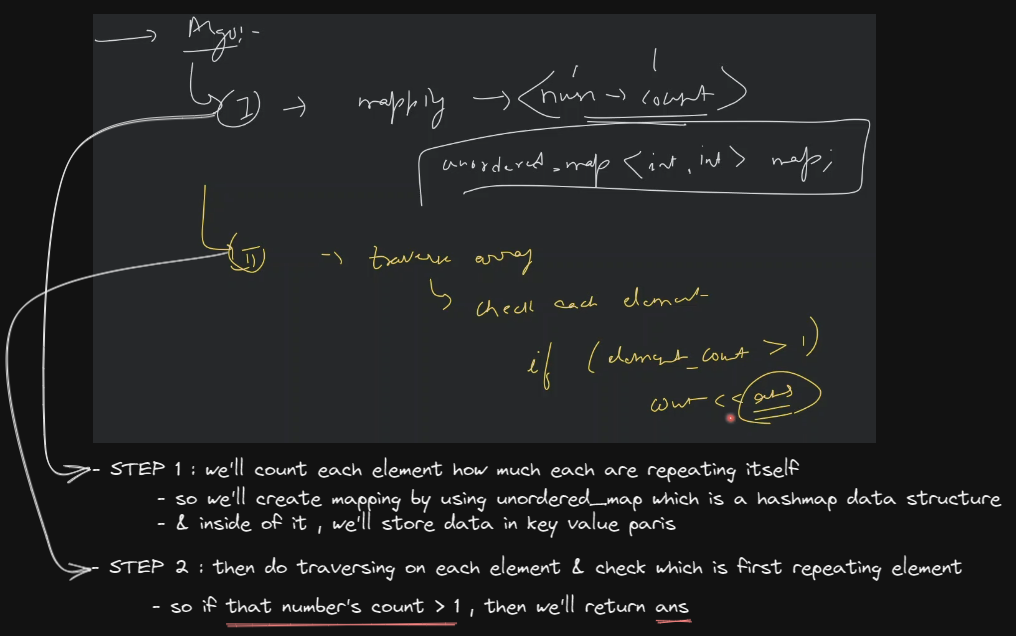 Algo:-
(I) → mappily → <num → count>
unordered_map <int, int> map;
(II) → traverse array
↳ check each element
if (element_count > 1)
cout << ans
- STEP 1 : we'll count each element how much each are repeating itself
- so we'll create mapping by using unordered_map which is a hashmap data structure
- & inside of it , we'll store data in key value paris
- STEP 2 : then do traversing on each element & check which is first repeating element
- so if that number's count > 1 , then we'll return ans